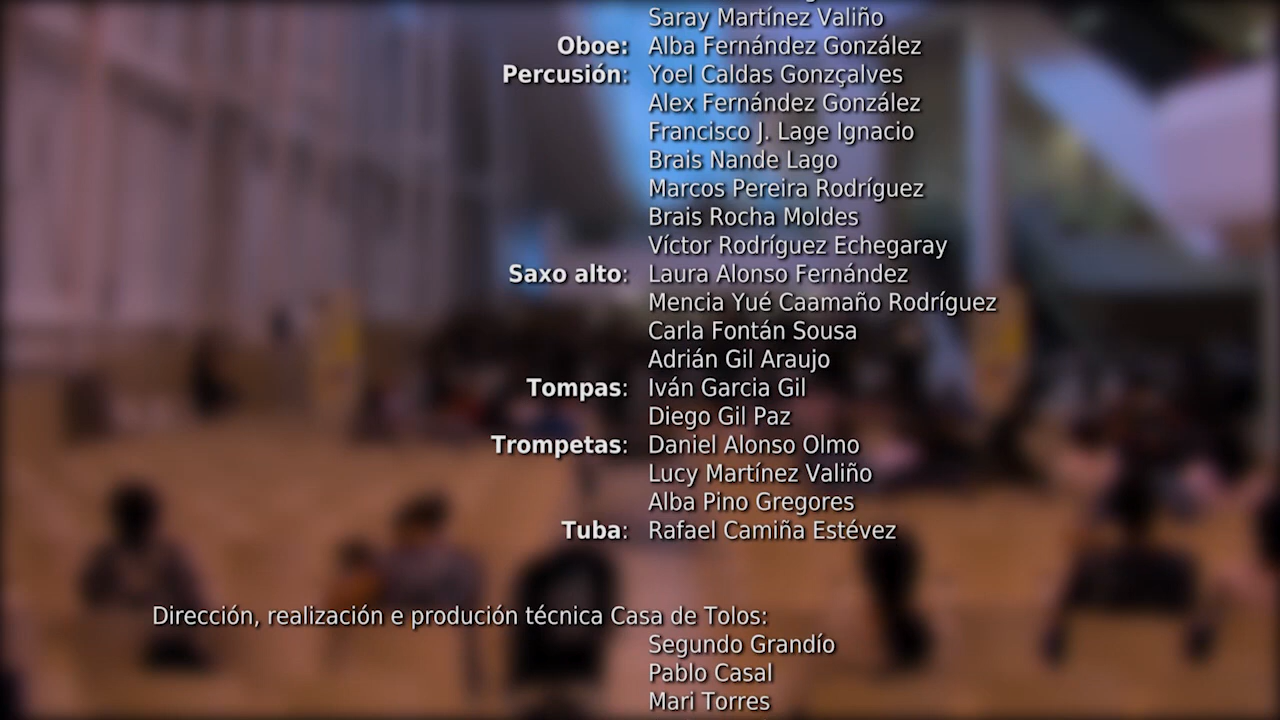 Saray Martínez Valiño
Oboe: Alba Fernández González
Percusión: Yoel Caldas Gonzçalves
Alex Fernández González
Francisco J. Lage Ignacio
Brais Nande Lago
Marcos Pereira Rodríguez
Brais Rocha Moldes
Víctor Rodríguez Echegaray
Saxo alto: Laura Alonso Fernández
Mencia Yué Caamaño Rodríguez
Carla Fontán Sousa
Adrián Gil Araujo
Tompas: Iván Garcia Gil
Diego Gil Paz
Trompetas: Daniel Alonso Olmo
Lucy Martínez Valiño
Alba Pino Gregores
Tuba: Rafael Camiña Estévez
Dirección, realización e produción técnica Casa de Tolos:
Segundo Grandío
Pablo Casal
Mari Torres